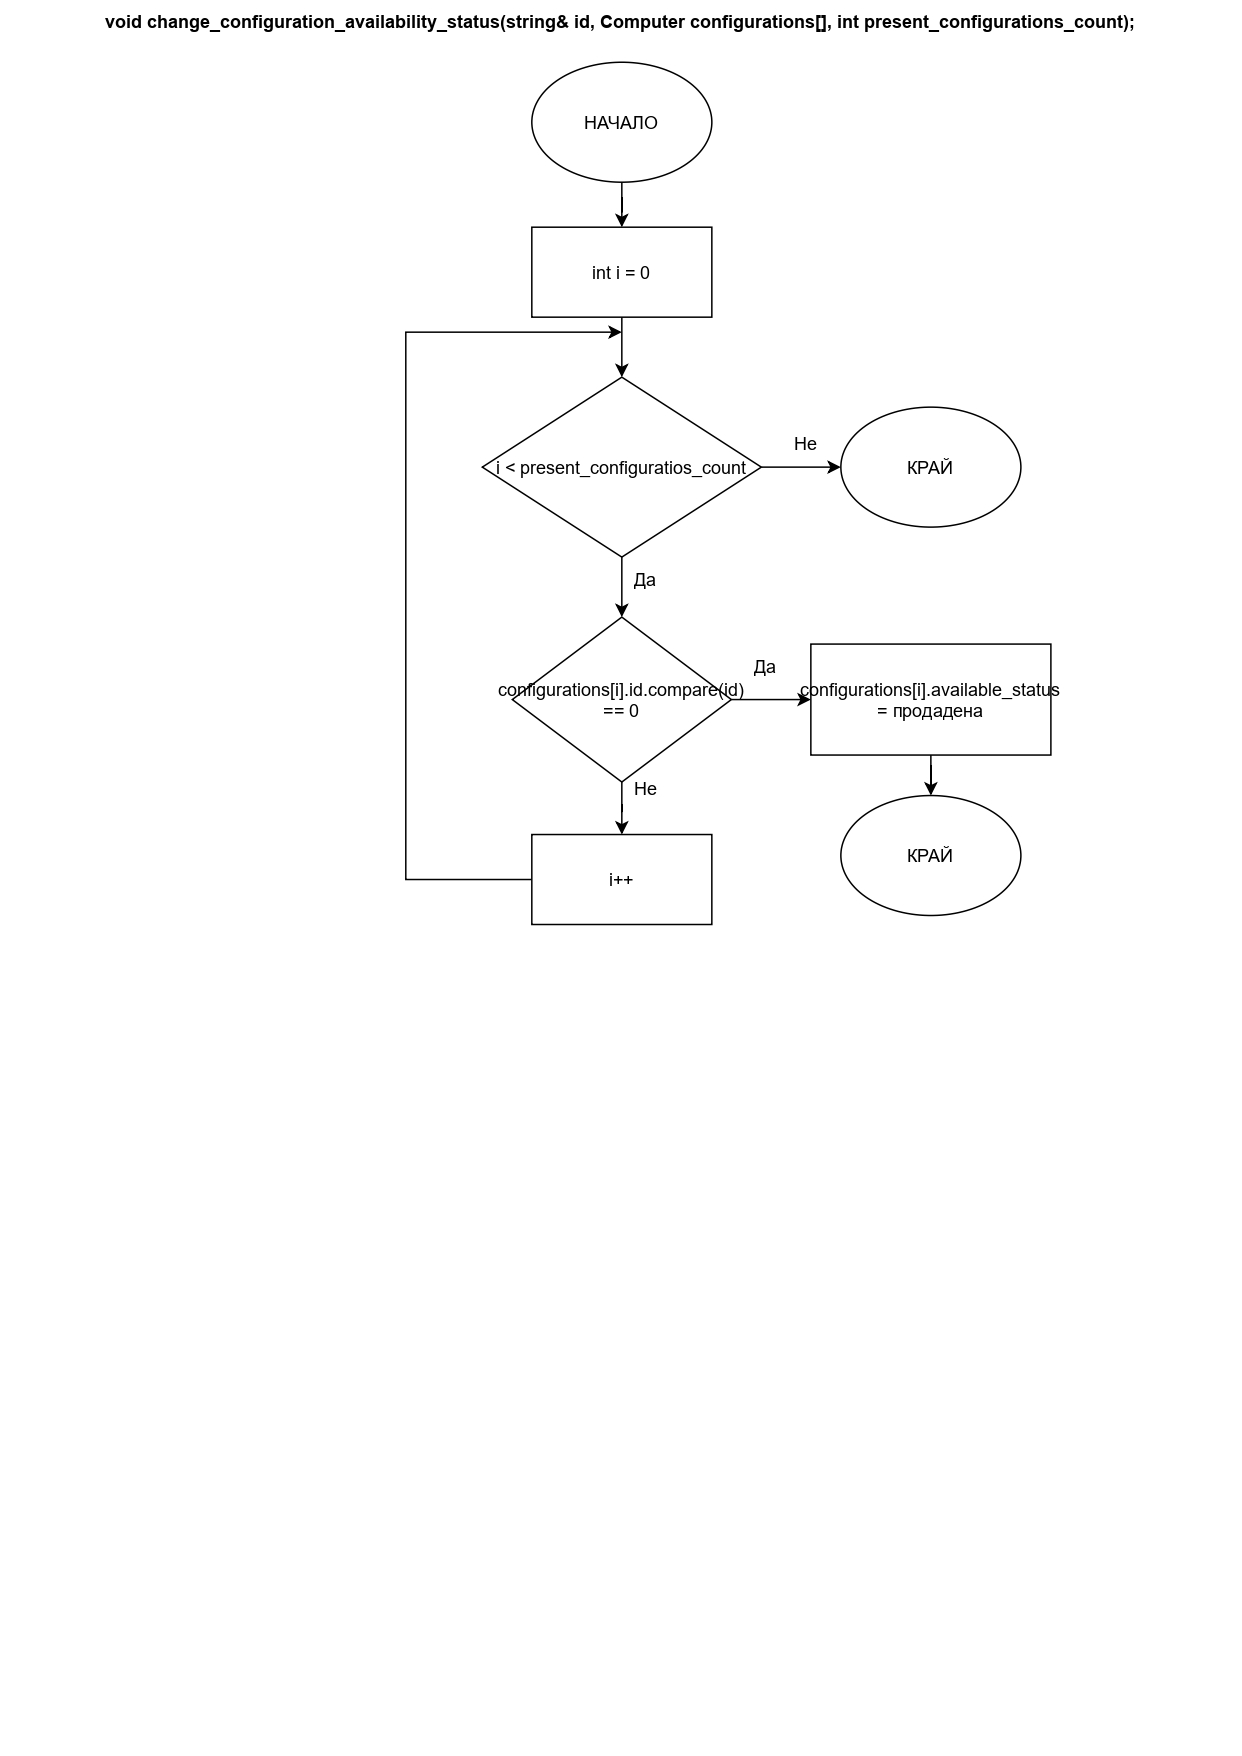 void change_configuration_availability_status(string& id, Computer configurations[], int present_configurations_count);
НАЧАЛО
int i = 0
i < present_configuratios_count
Не
КРАЙ
Да
configurations[i].id.compare(id)
== 0
Да
configurations[i].available_status
= продадена
Не
КРАЙ
i++